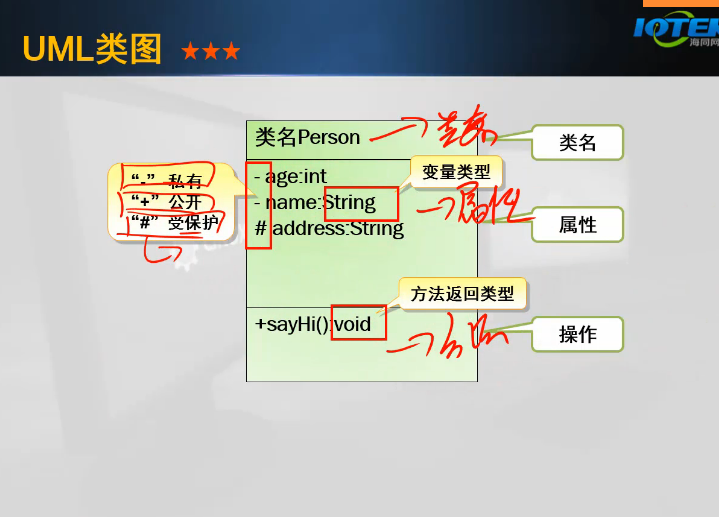 UML类图 ★★★
IOTEK
海同网
类名Person
类名
类名
“-” 私有
“+” 公开
“#” 受保护
变量类型
- age:int
- name:String
# address:String
属性
属性
方法返回类型
+sayHi():void
操作